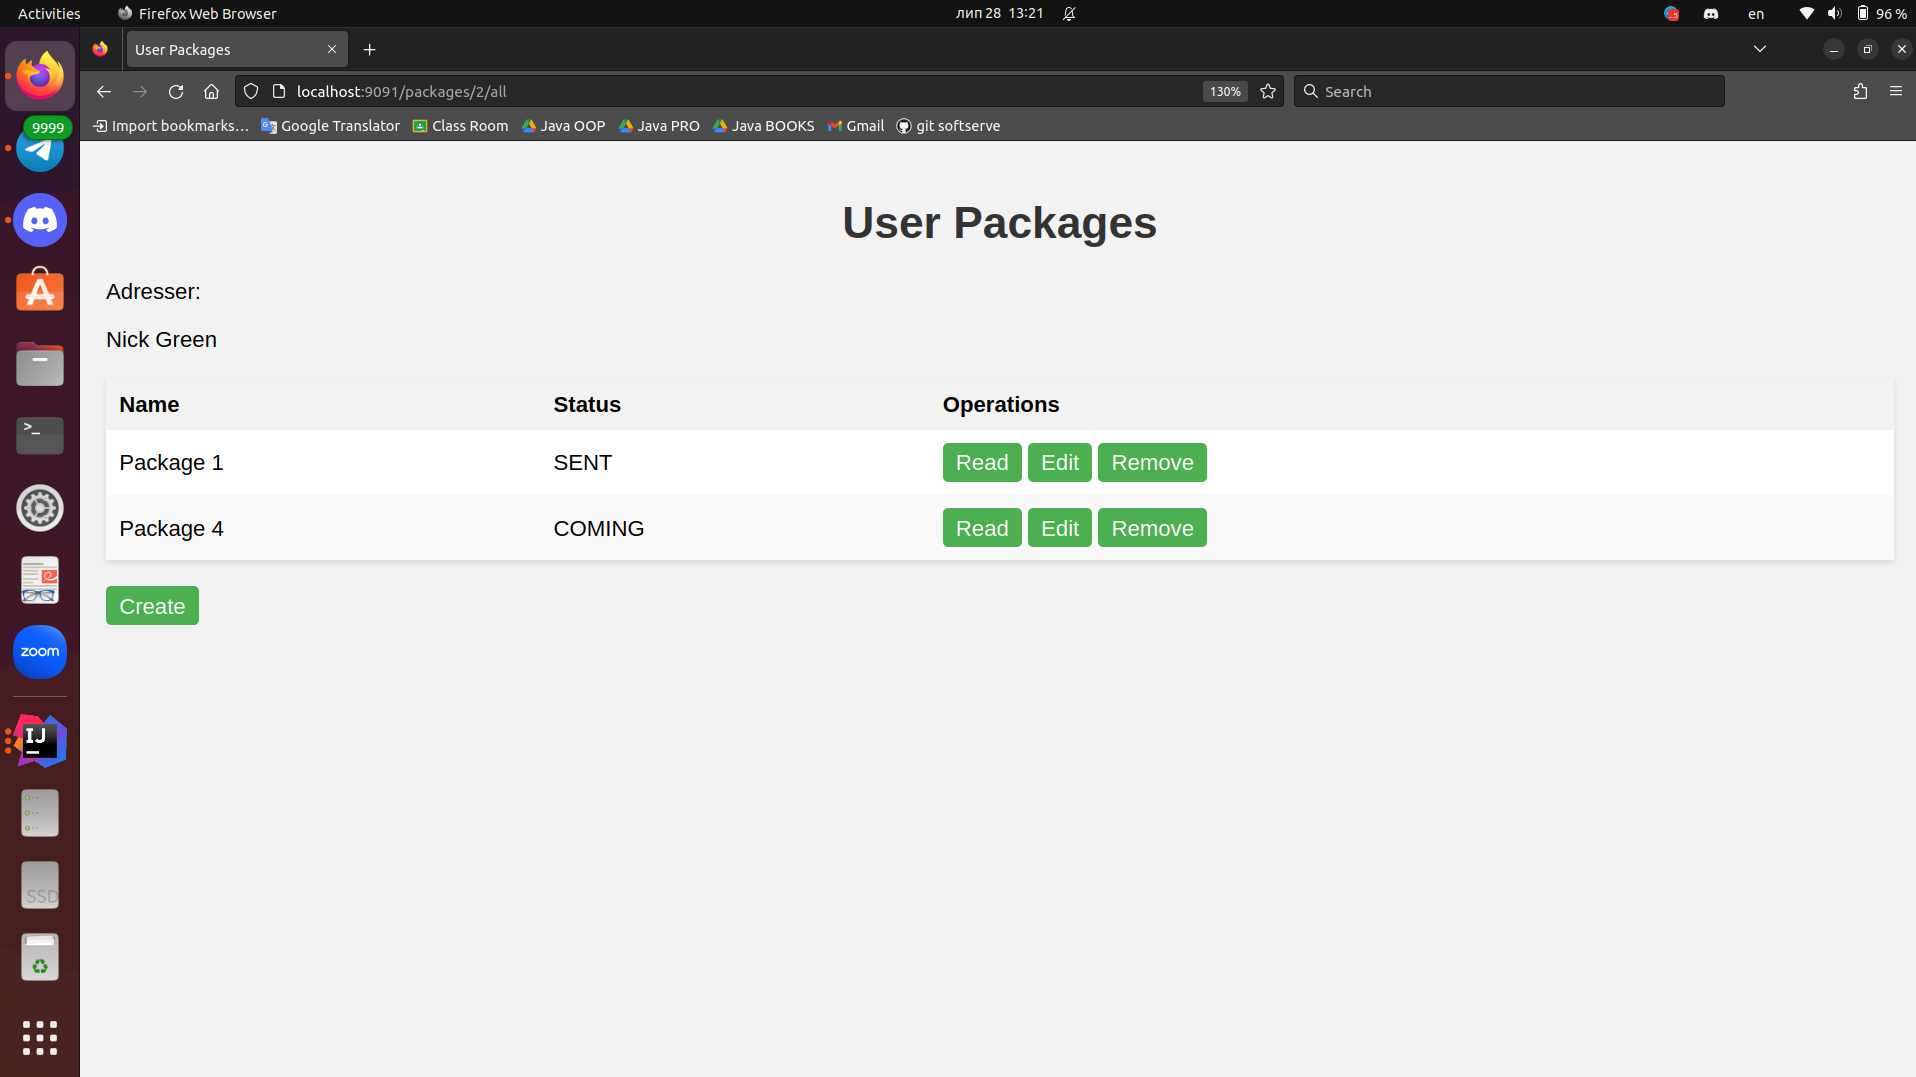 Activities Firefox Web Browser лип 28 13:21 en 96 %
User Packages
localhost:9091/packages/2/all 130% Search
Import bookmarks… Google Translator Class Room Java OOP Java PRO Java BOOKS Gmail git softserve
9999
User Packages
Adresser:
Nick Green
Name Status Operations
Package 1 SENT Read Edit Remove
Package 4 COMING Read Edit Remove
Create
>_
zoom
IJ
SSD